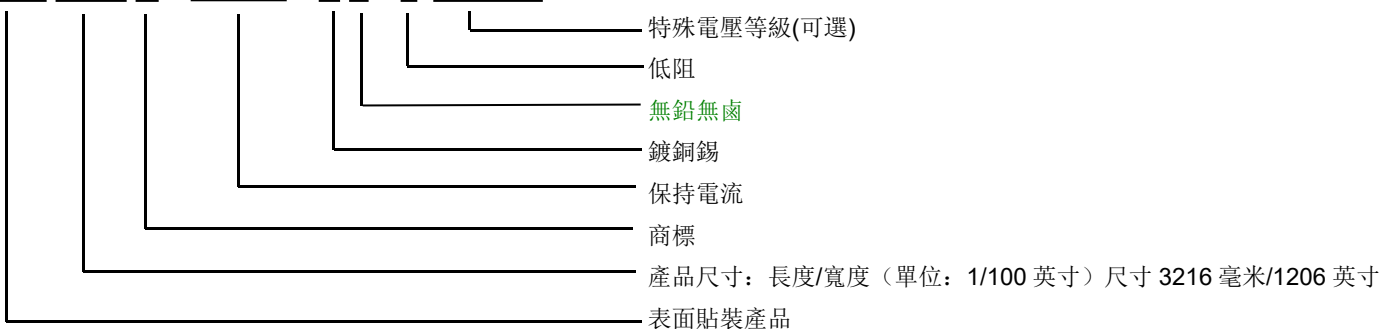 特殊電壓等級(可選)
低阻
無鉛無鹵
鍍銅錫
保持電流
商標
產品尺寸：長度/寬度（單位：1/100 英寸）尺寸 3216 毫米/1206 英寸
表面貼裝產品